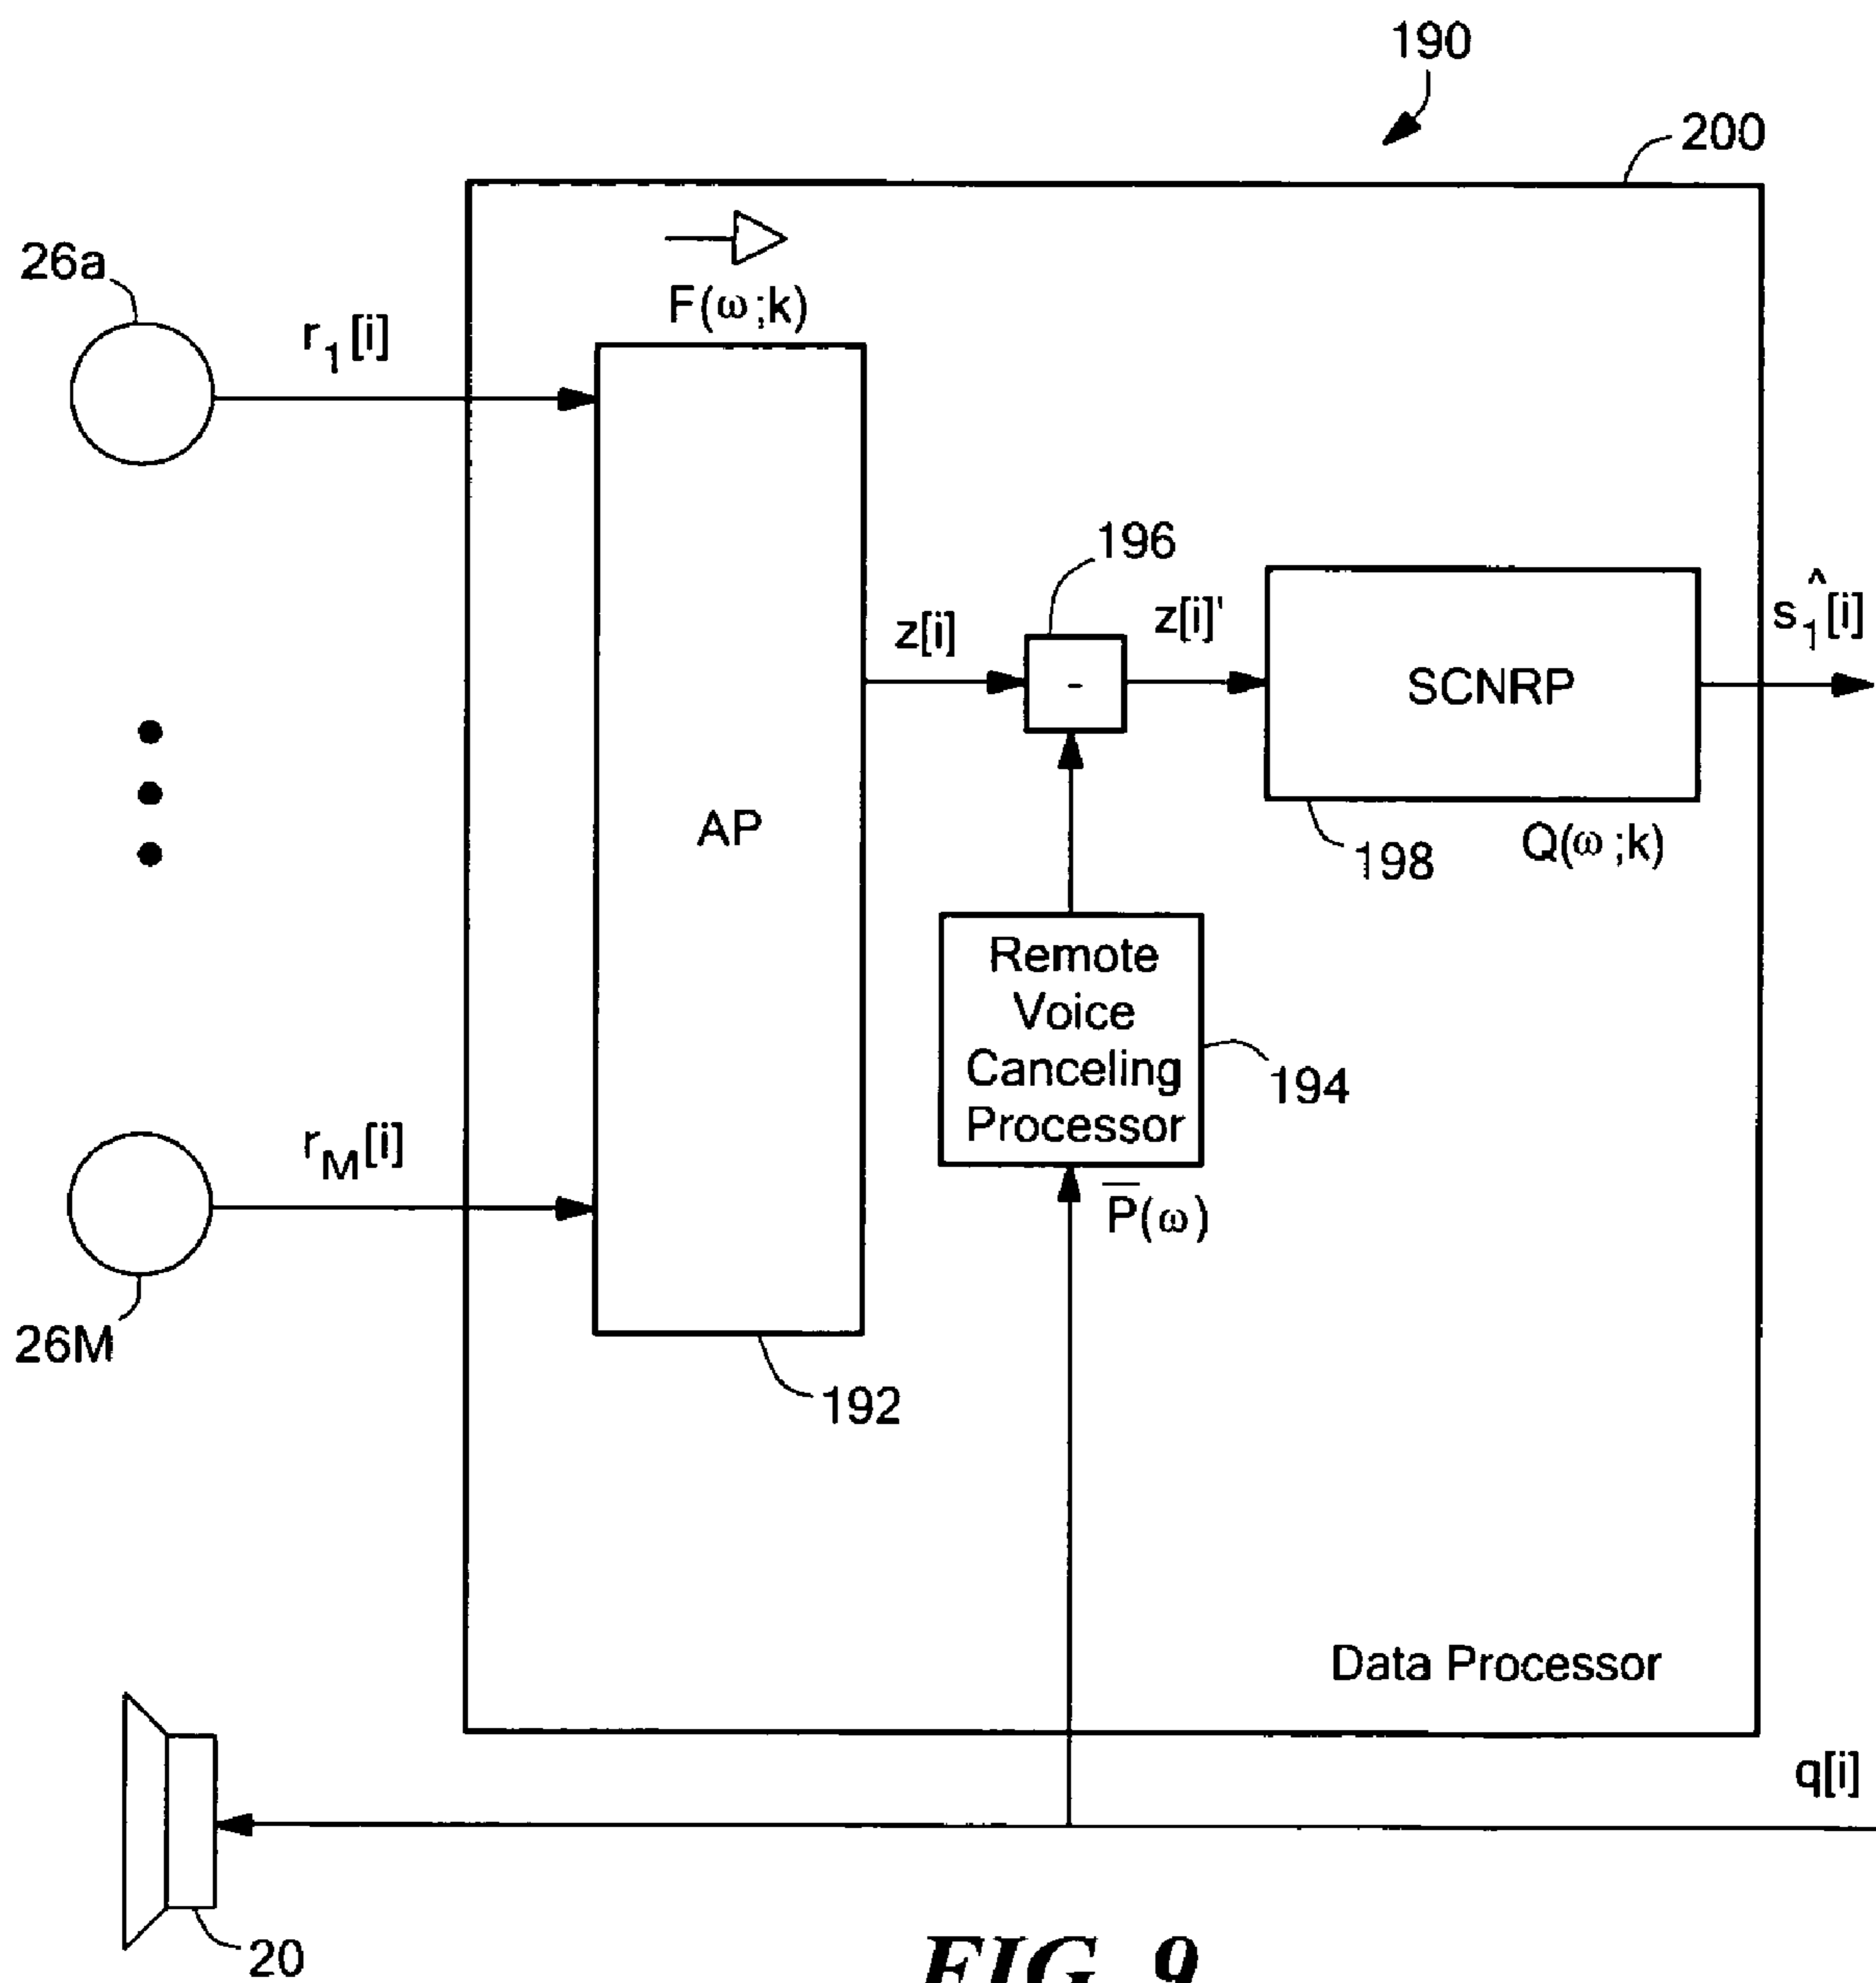 190
200
26a
r₁[i]
F(ω;k)
196
z[i]
z[i]'
SCNRP
ŝ₁[i]
AP
198
Q(ω;k)
Remote
Voice
Canceling
Processor
194
r_M[i]
P̅(ω)
26M
192
Data Processor
q[i]
20
FIG. 9
-